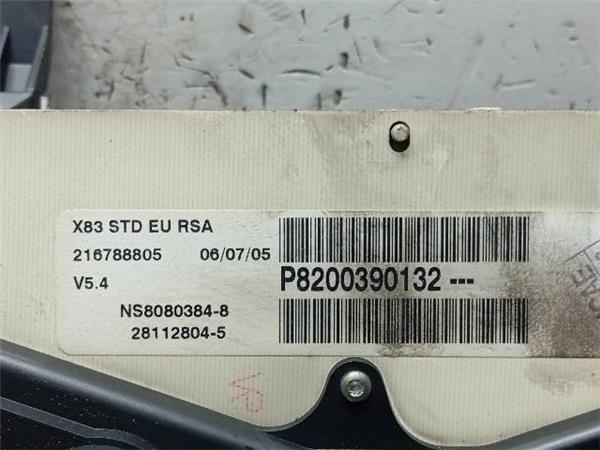 X83 STD EU RSA
216788805 06/07/05
V5.4
P8200390132 ---
NS8080384-8
28112804-5